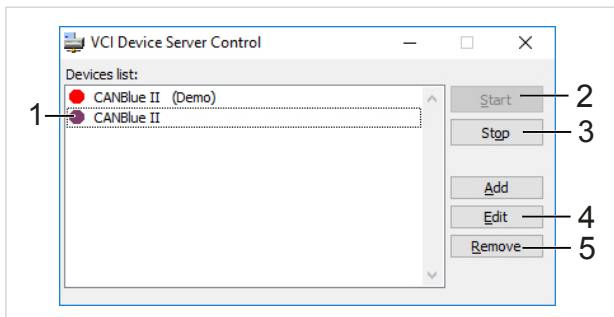 VCI Device Server Control
Devices list:
CANBlue II (Demo)
1 CANBlue II
Start 2
Stop 3
Add
Edit 4
Remove 5